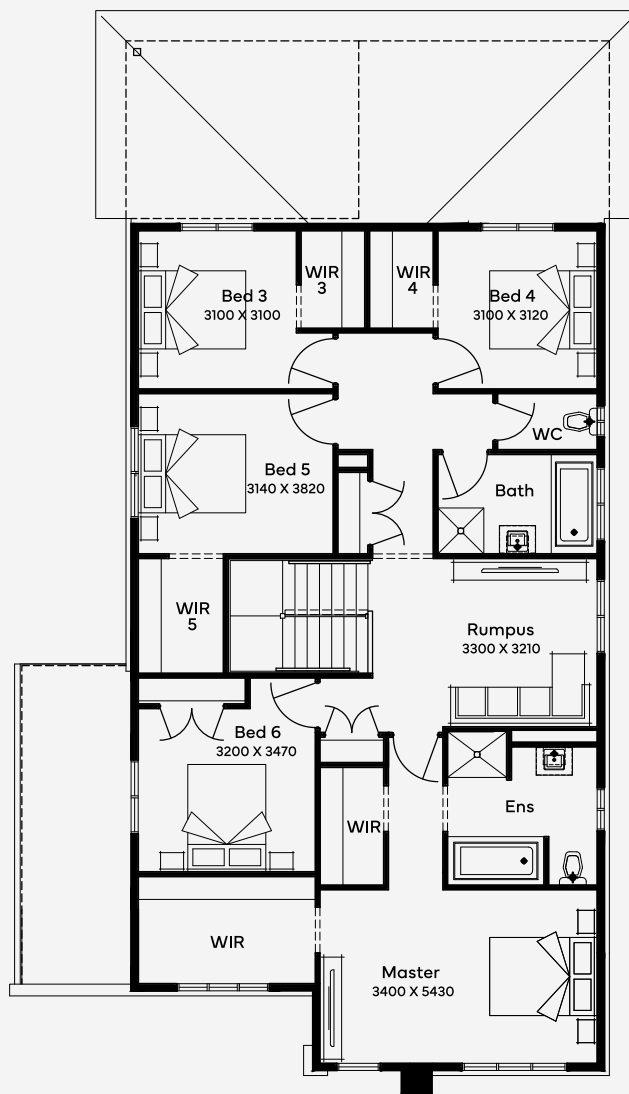 Bed 3
3100 X 3100
WIR
3
WIR
4
Bed 4
3100 X 3120
WC
Bed 5
3140 X 3820
Bath
WIR
5
Rumpus
3300 X 3210
Bed 6
3200 X 3470
WIR
Ens
WIR
Master
3400 X 5430